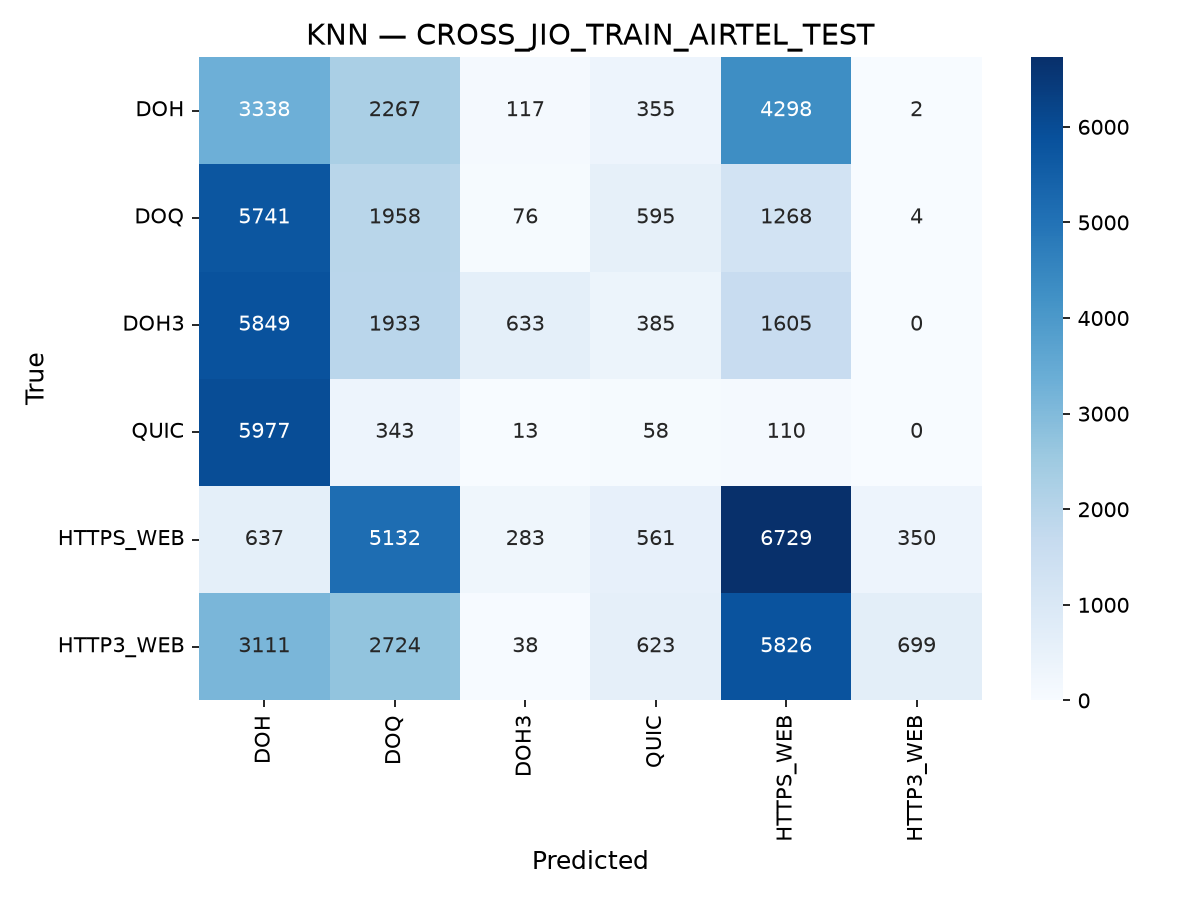 KNN — CROSS_JIO_TRAIN_AIRTEL_TEST
DOH 3338 2267 117 355 4298 2
DOQ 5741 1958 76 595 1268 4
DOH3 5849 1933 633 385 1605 0
QUIC 5977 343 13 58 110 0
HTTPS_WEB 637 5132 283 561 6729 350
HTTP3_WEB 3111 2724 38 623 5826 699
DOH DOQ DOH3 QUIC HTTPS_WEB HTTP3_WEB
True
Predicted
6000
5000
4000
3000
2000
1000
0